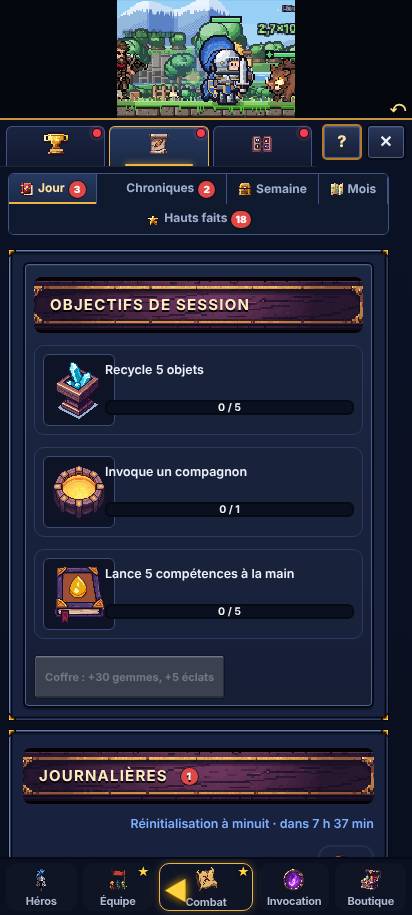 2,7×10
?
×
Jour 3
Chroniques 2
Semaine
Mois
Hauts faits 18
OBJECTIFS DE SESSION
Recycle 5 objets
0 / 5
Invoque un compagnon
0 / 1
Lance 5 compétences à la main
0 / 5
Coffre : +30 gemmes, +5 éclats
JOURNALIÈRES 1
Réinitialisation à minuit · dans 7 h 37 min
Héros
Équipe
Combat
Invocation
Boutique